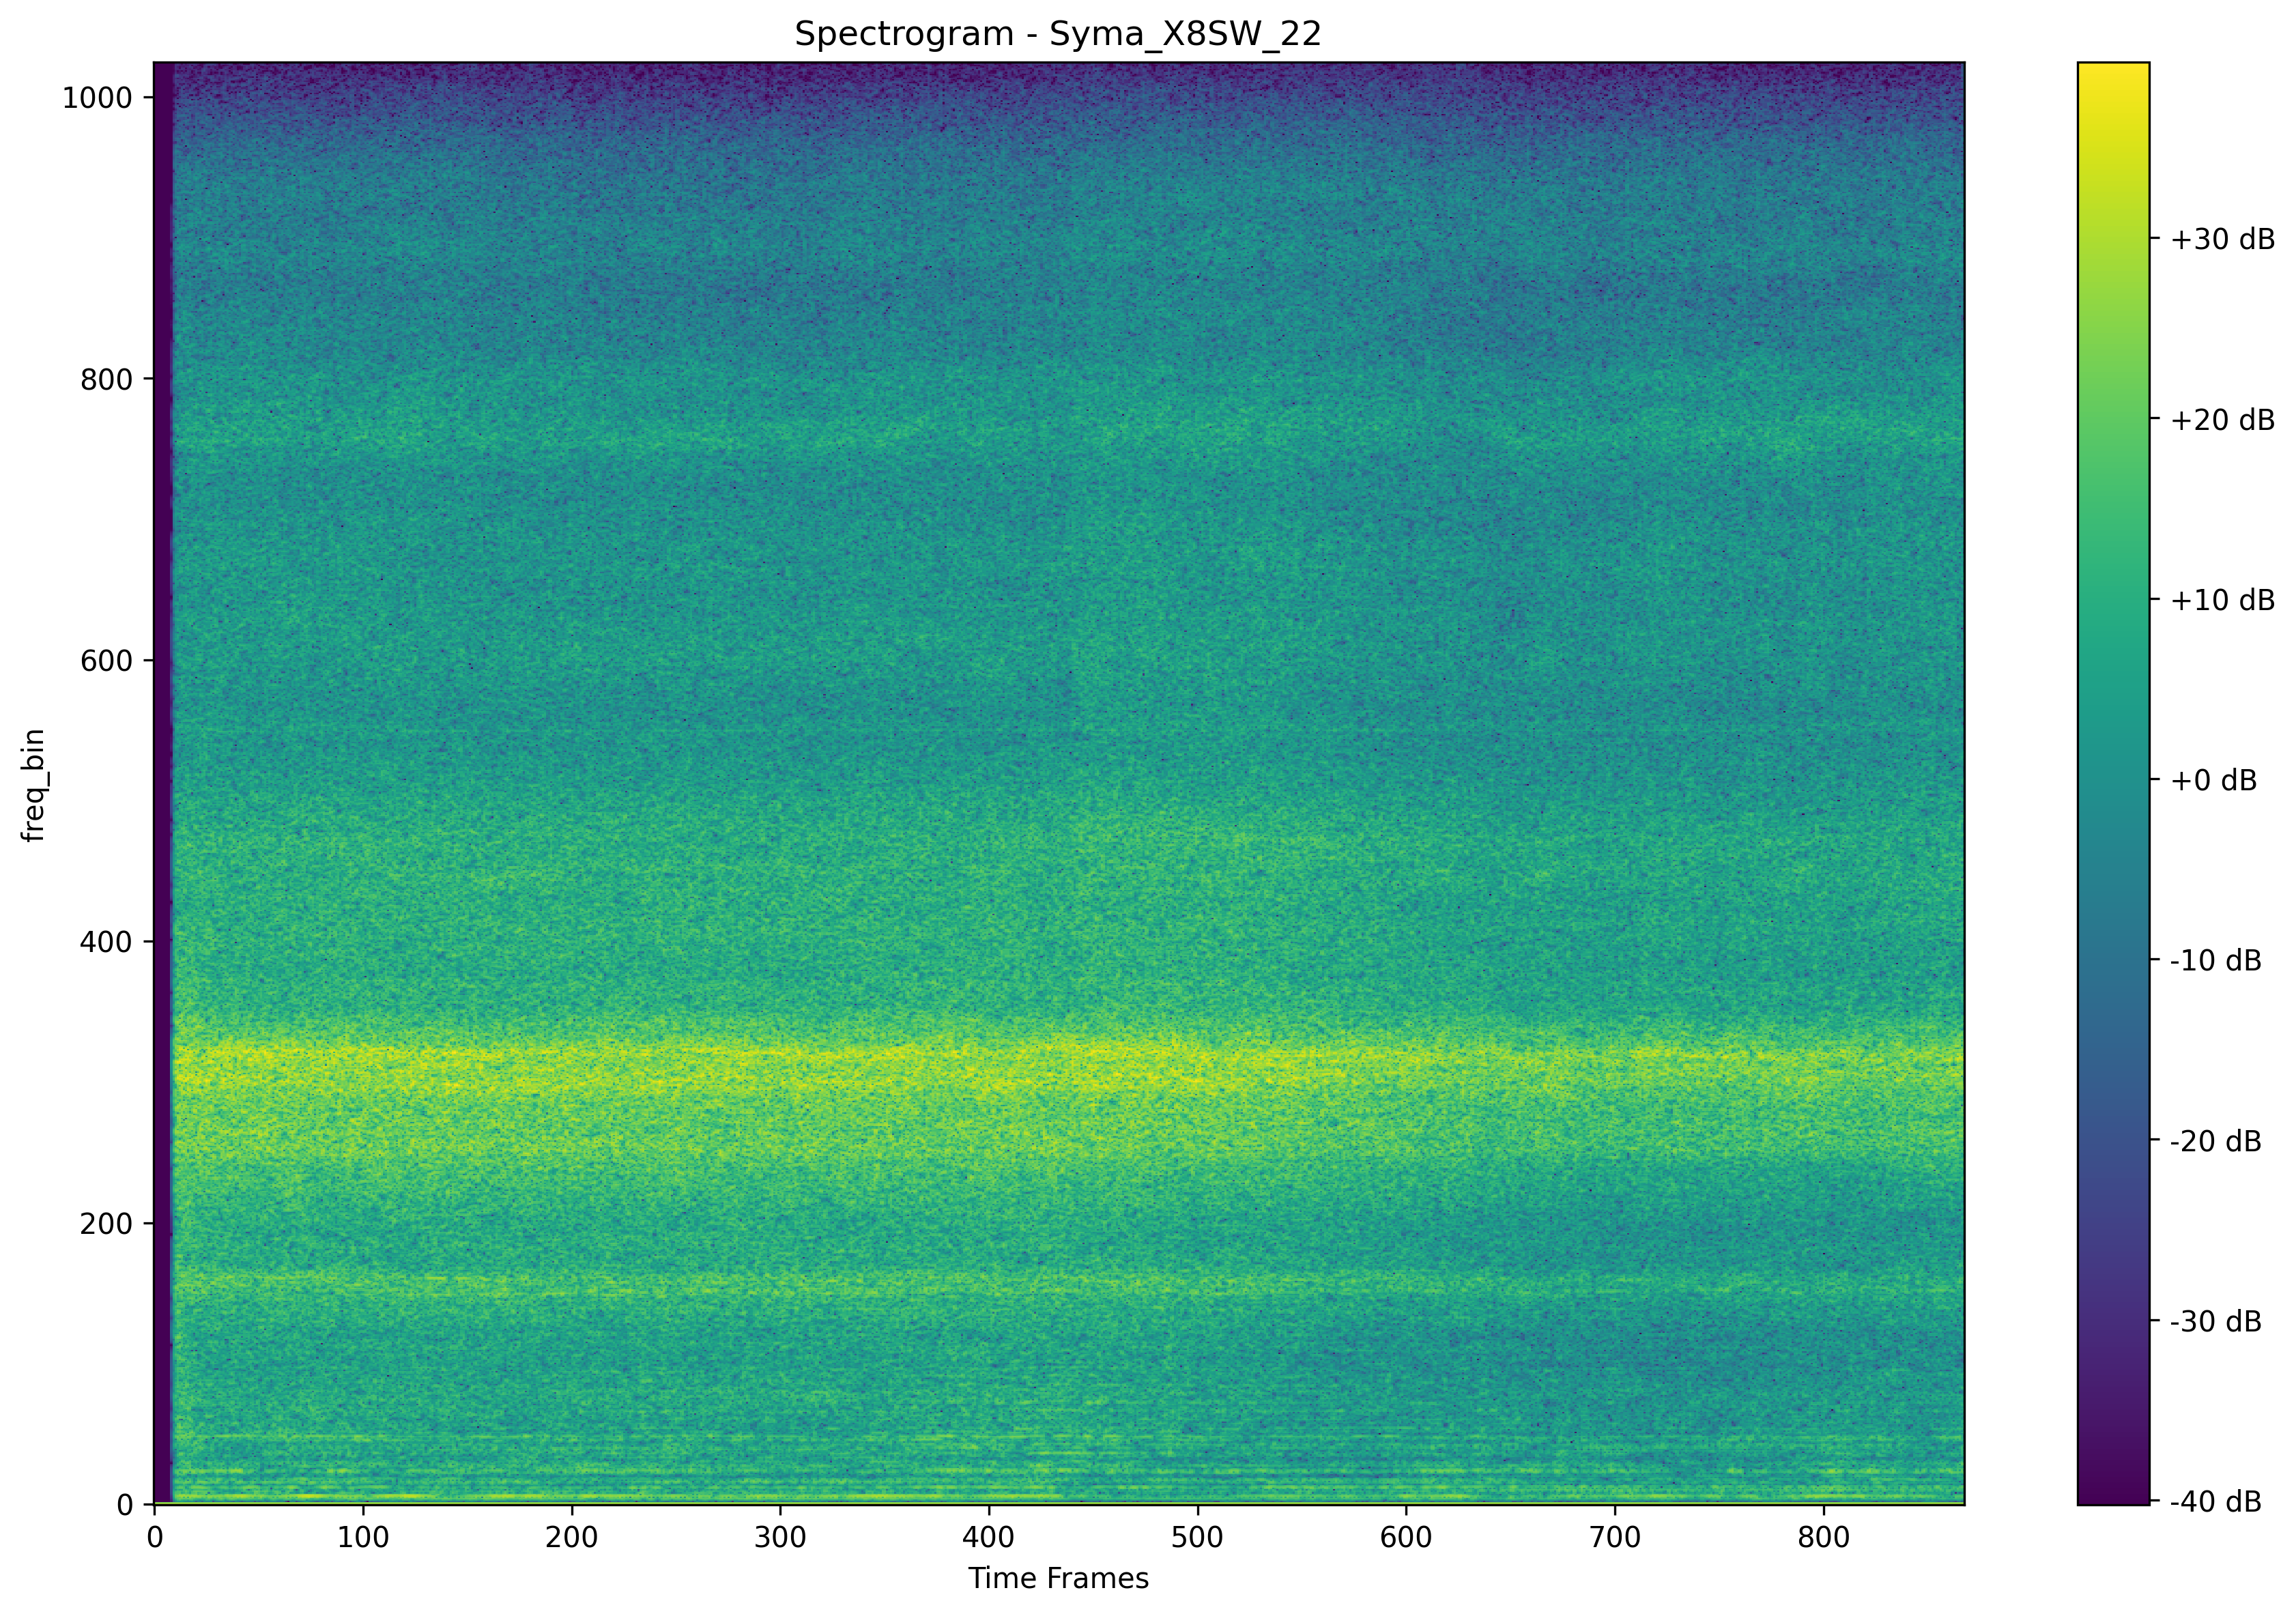 Spectrogram - Syma_X8SW_22
1000
800
600
400
200
0
freq_bin
0 100 200 300 400 500 600 700 800
Time Frames
+30 dB
+20 dB
+10 dB
+0 dB
-10 dB
-20 dB
-30 dB
-40 dB